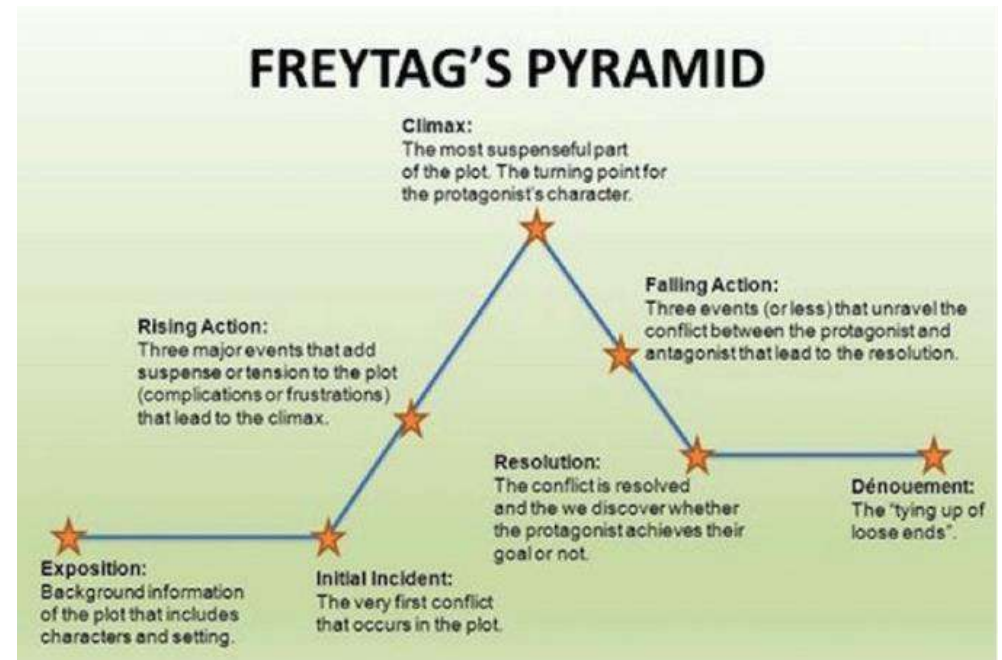 FREYTAG'S PYRAMID
Climax:
The most suspenseful part
of the plot. The turning point for
the protagonist's character.
Falling Action:
Three events (or less) that unravel the
conflict between the protagonist and
antagonist that lead to the resolution.
Rising Action:
Three major events that add
suspense or tension to the plot
(complications or frustrations)
that lead to the climax.
Resolution:
The conflict is resolved
and the we discover whether
the protagonist achieves their
goal or not.
Dénouement:
The "tying up of
loose ends".
Exposition:
Background information
of the plot that includes
characters and setting.
Initial Incident:
The very first conflict
that occurs in the plot.